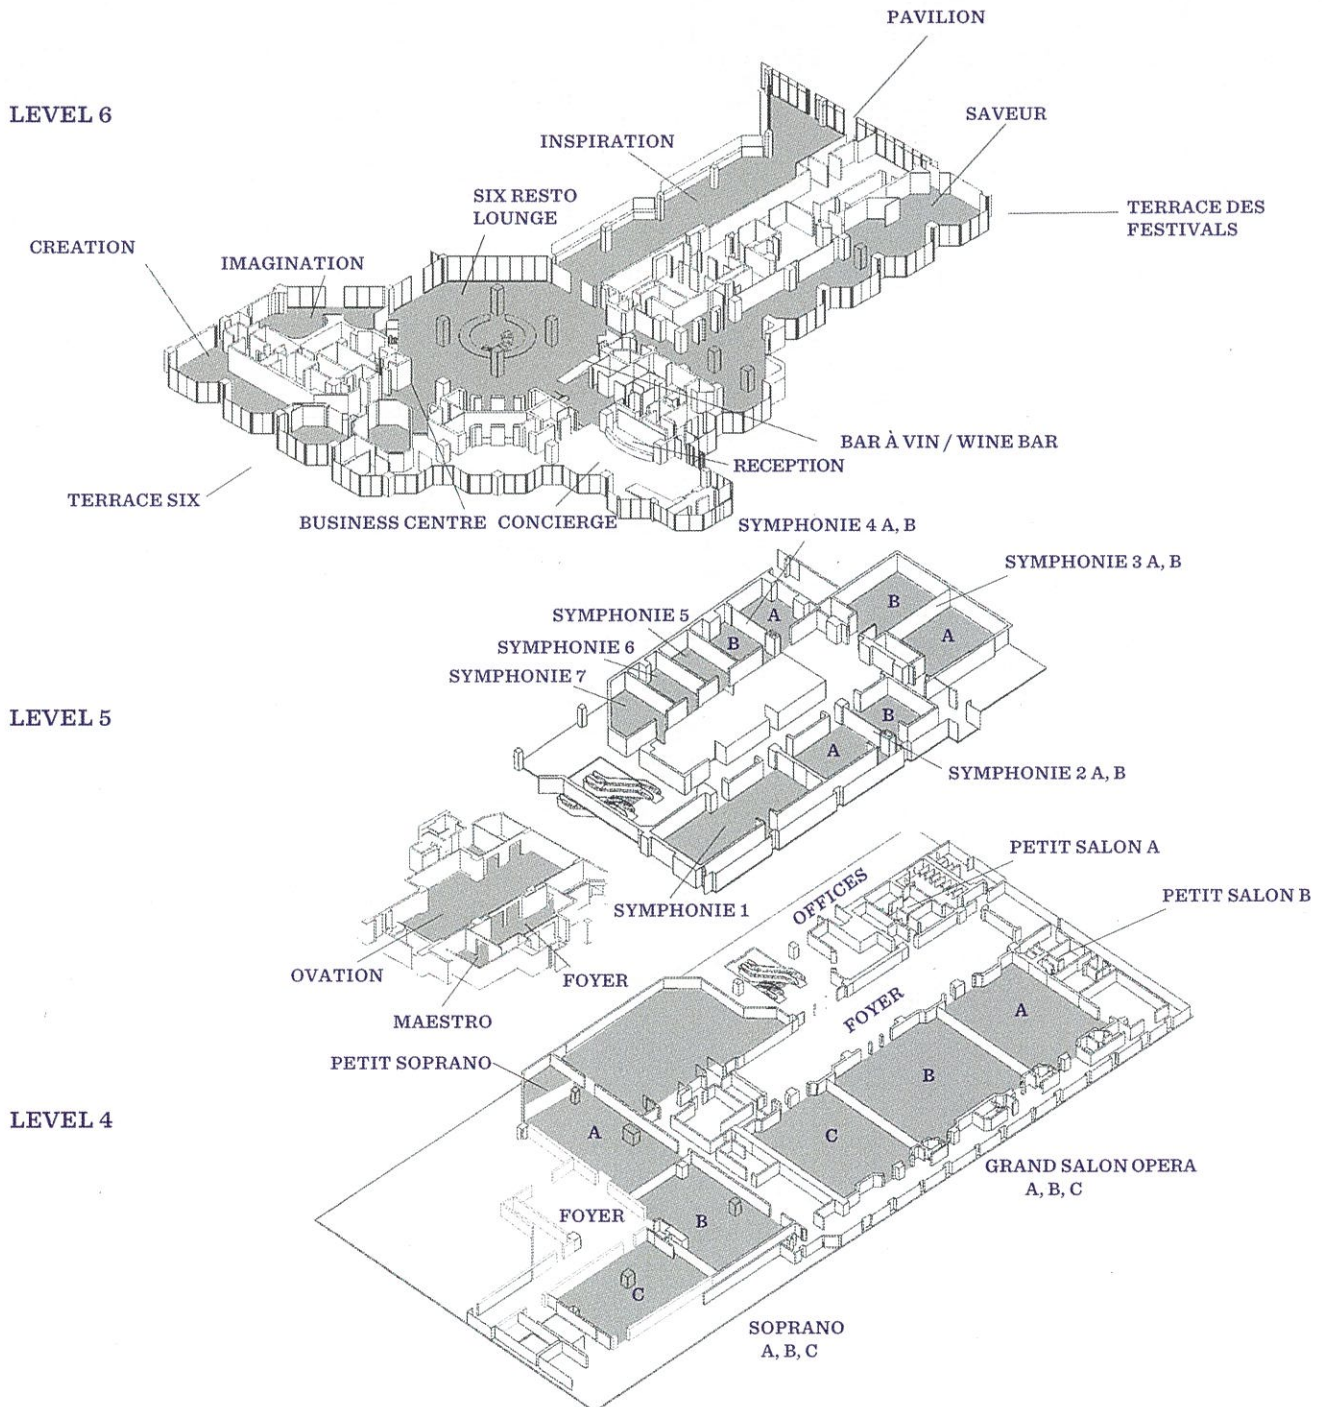 PAVILION
LEVEL 6
SAVEUR
INSPIRATION
SIX RESTO
LOUNGE
TERRACE DES
FESTIVALS
CREATION
IMAGINATION
BAR À VIN / WINE BAR
RECEPTION
TERRACE SIX
BUSINESS CENTRE
CONCIERGE
SYMPHONIE 4 A, B
SYMPHONIE 3 A, B
B
A
SYMPHONIE 5
A
B
SYMPHONIE 6
SYMPHONIE 7
LEVEL 5
B
A
SYMPHONIE 2 A, B
SYMPHONIE 1
OFFICES
PETIT SALON A
PETIT SALON B
OVATION
FOYER
MAESTRO
FOYER
A
B
C
PETIT SOPRANO
LEVEL 4
A
GRAND SALON OPERA
A, B, C
FOYER
B
C
SOPRANO
A, B, C